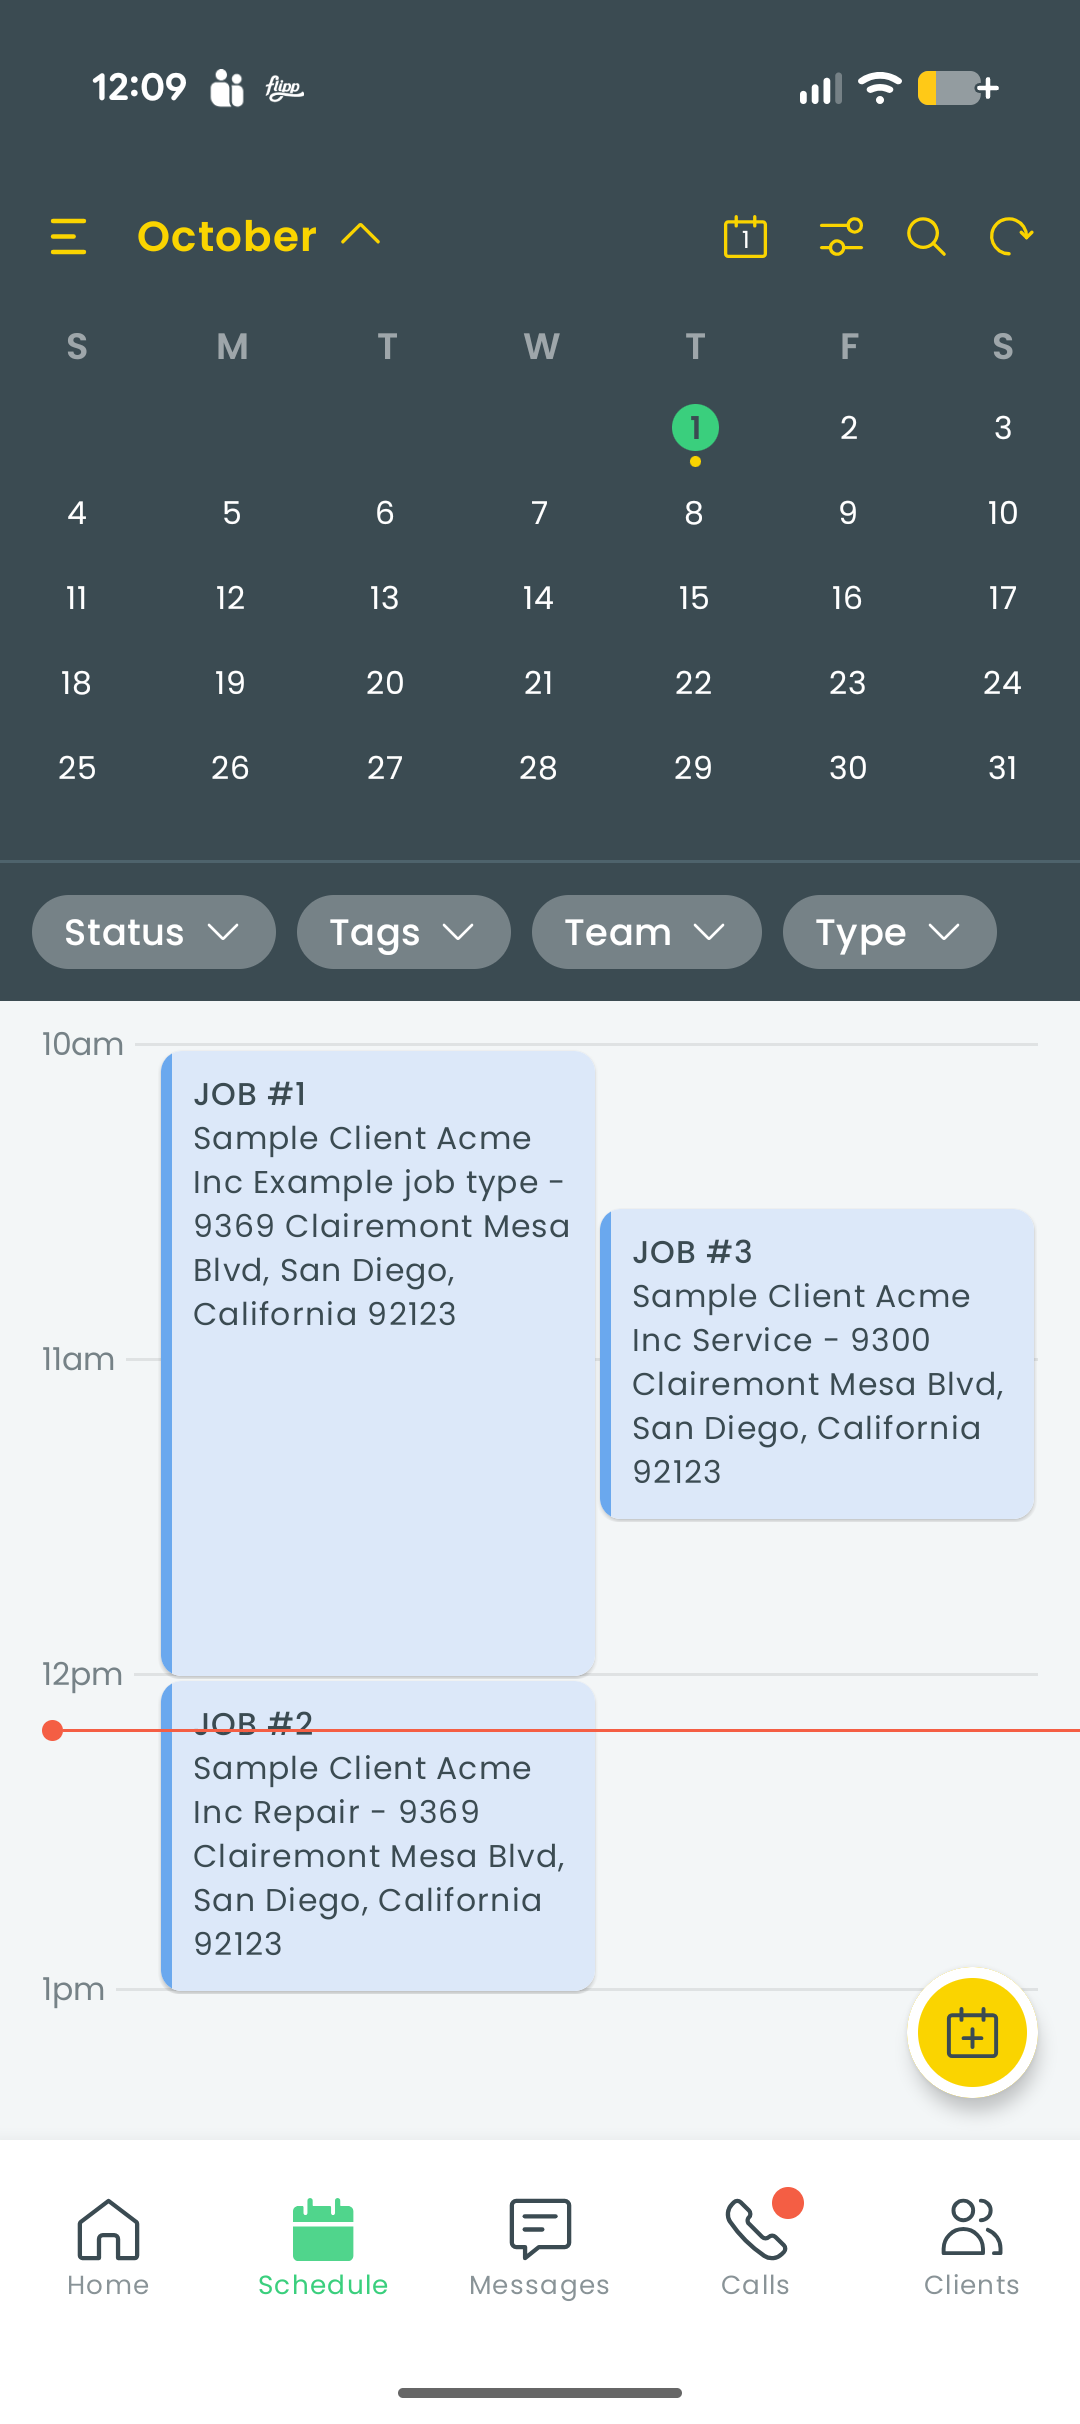 12:09 flipp
October 1
S M T W T F S
1 2 3
4 5 6 7 8 9 10
11 12 13 14 15 16 17
18 19 20 21 22 23 24
25 26 27 28 29 30 31
Status Tags Team Type
10am
JOB #1
Sample Client Acme
Inc Example job type -
9369 Clairemont Mesa
Blvd, San Diego,
California 92123
JOB #3
Sample Client Acme
Inc Service - 9300
Clairemont Mesa Blvd,
San Diego, California
92123
11am
12pm
JOB #2
Sample Client Acme
Inc Repair - 9369
Clairemont Mesa Blvd,
San Diego, California
92123
1pm
Home Schedule Messages Calls Clients